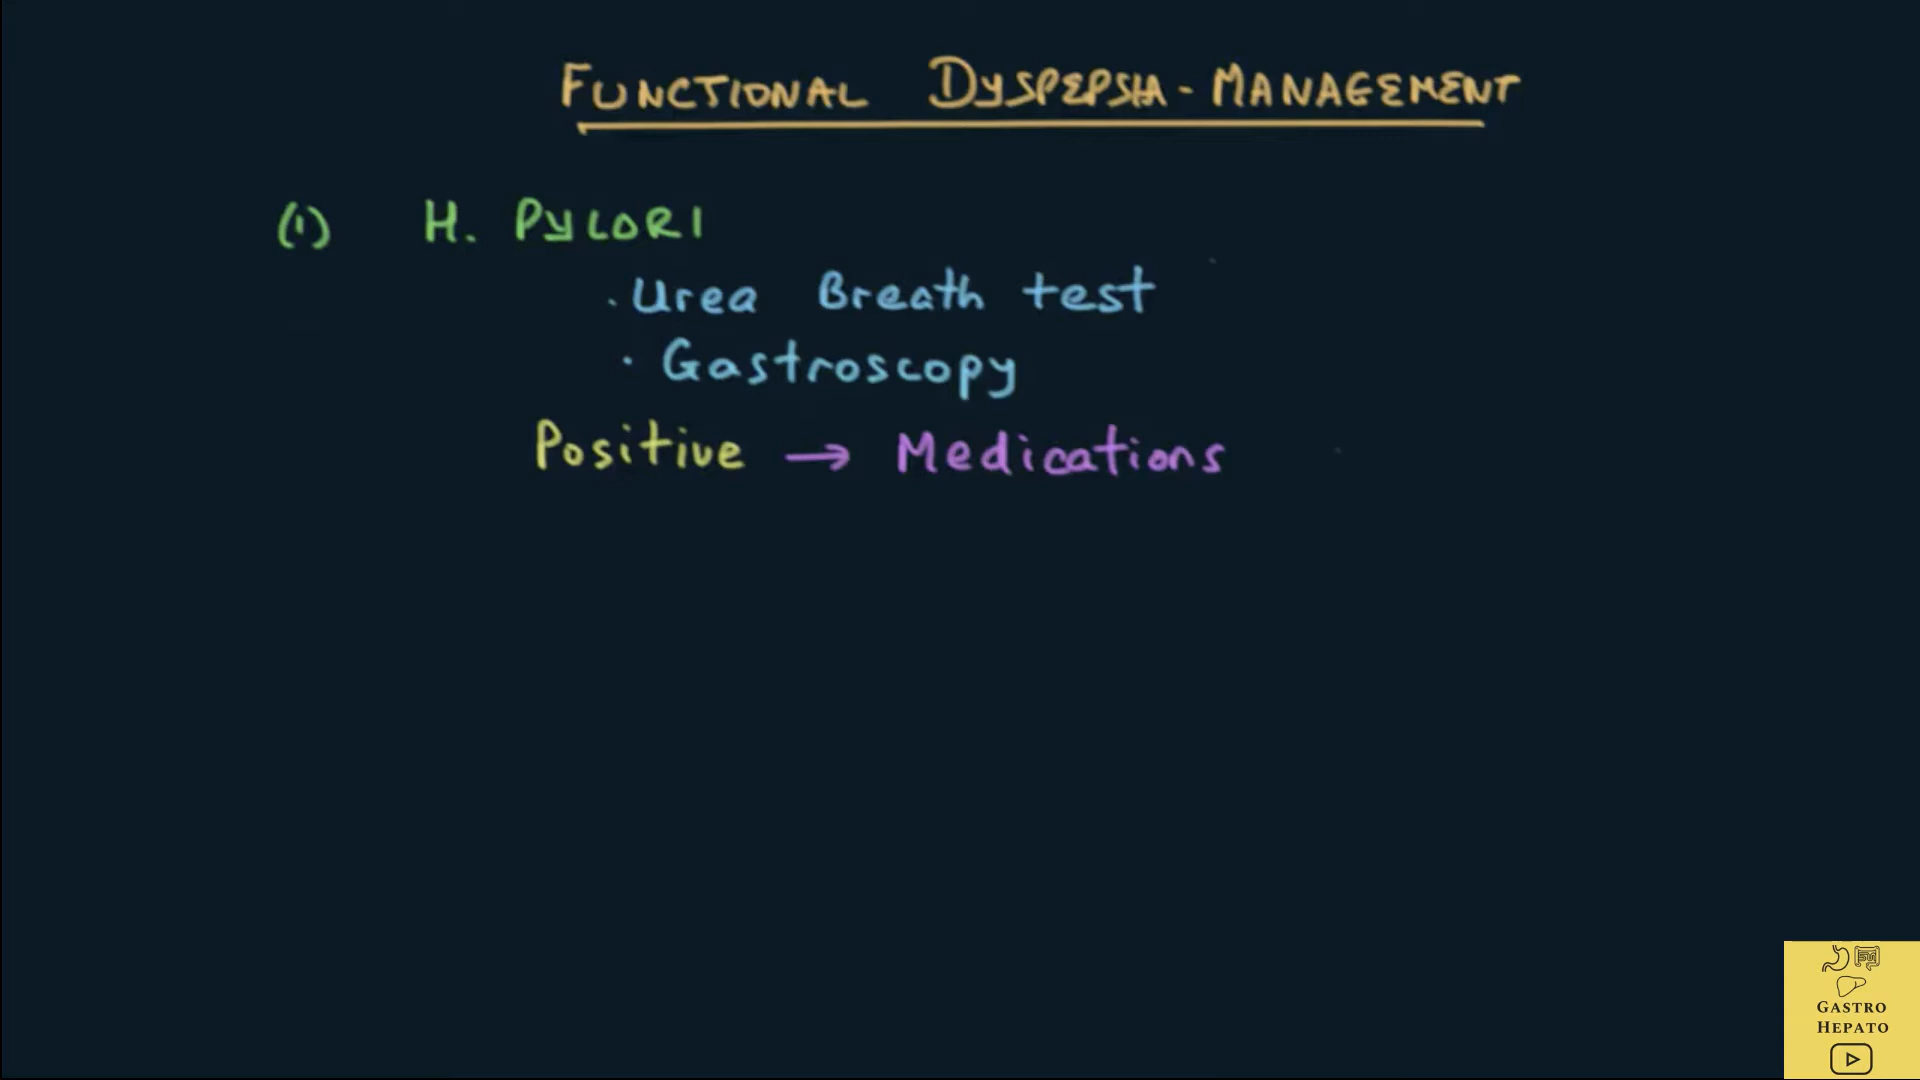 FUNCTIONAL DYSPEPSIA - MANAGEMENT
(1) H. PYLORI
. Urea Breath test
. Gastroscopy
Positive → Medications
GASTRO
HEPATO